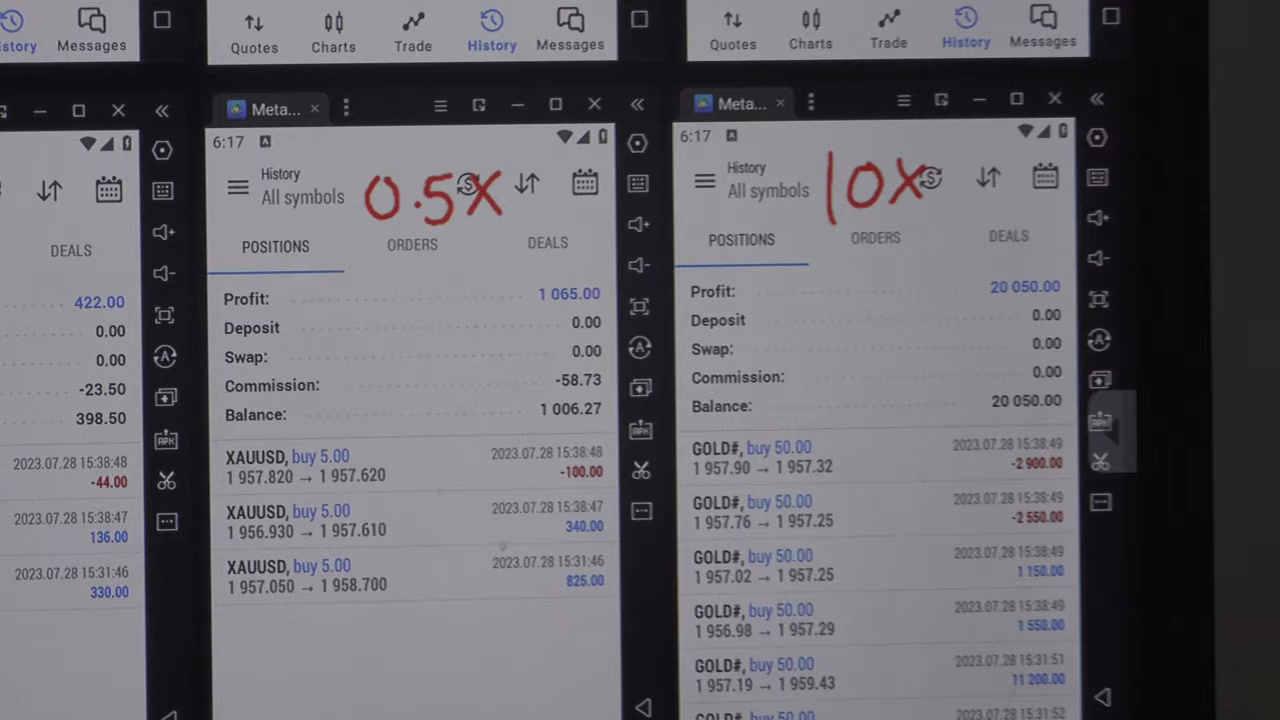 istory
Messages
Quotes
Charts
Trade
History
Messages
Quotes
Charts
Trade
History
Messages
DEALS
422.00
0.00
0.00
-23.50
398.50
2023.07.28 15:38:48
-44.00
2023.07.28 15:38:47
136.00
2023.07.28 15:31:46
330.00
Meta...
6:17
History
All symbols
0.5X
POSITIONS
ORDERS
DEALS
Profit: 1 065.00
Deposit 0.00
Swap: 0.00
Commission: -58.73
Balance: 1 006.27
XAUUSD, buy 5.00 2023.07.28 15:38:48
1 957.820 → 1 957.620 -100.00
XAUUSD, buy 5.00 2023.07.28 15:38:47
1 956.930 → 1 957.610 340.00
XAUUSD, buy 5.00 2023.07.28 15:31:46
1 957.050 → 1 958.700 825.00
Meta...
6:17
History
All symbols
10X
POSITIONS
ORDERS
DEALS
Profit: 20 050.00
Deposit 0.00
Swap: 0.00
Commission: 0.00
Balance: 20 050.00
GOLD#, buy 50.00 2023.07.28 15:38:49
1 957.90 → 1 957.32 -2 900.00
GOLD#, buy 50.00 2023.07.28 15:38:49
1 957.76 → 1 957.25 -2 550.00
GOLD#, buy 50.00 2023.07.28 15:38:49
1 957.02 → 1 957.25 1 150.00
GOLD#, buy 50.00 2023.07.28 15:38:49
1 956.98 → 1 957.29 1 550.00
GOLD#, buy 50.00 2023.07.28 15:31:51
1 957.19 → 1 959.43 11 200.00
GOLD#, buy 50.00 2023.07.28 15:31:52